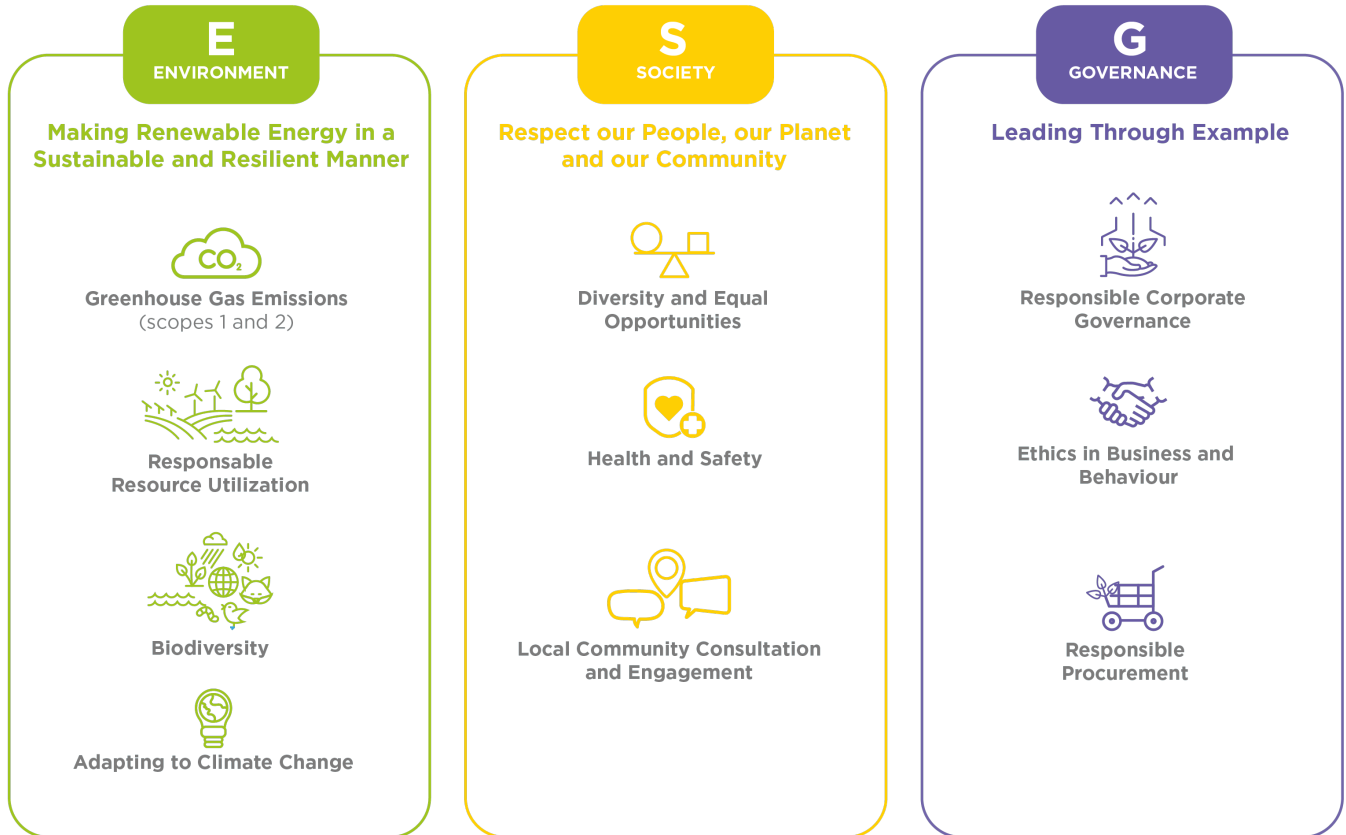 E
ENVIRONMENT
Making Renewable Energy in a
Sustainable and Resilient Manner
CO₂
Greenhouse Gas Emissions
(scopes 1 and 2)
Responsable
Resource Utilization
Biodiversity
Adapting to Climate Change
S
SOCIETY
Respect our People, our Planet
and our Community
Diversity and Equal
Opportunities
Health and Safety
Local Community Consultation
and Engagement
G
GOVERNANCE
Leading Through Example
Responsible Corporate
Governance
Ethics in Business and
Behaviour
Responsible
Procurement